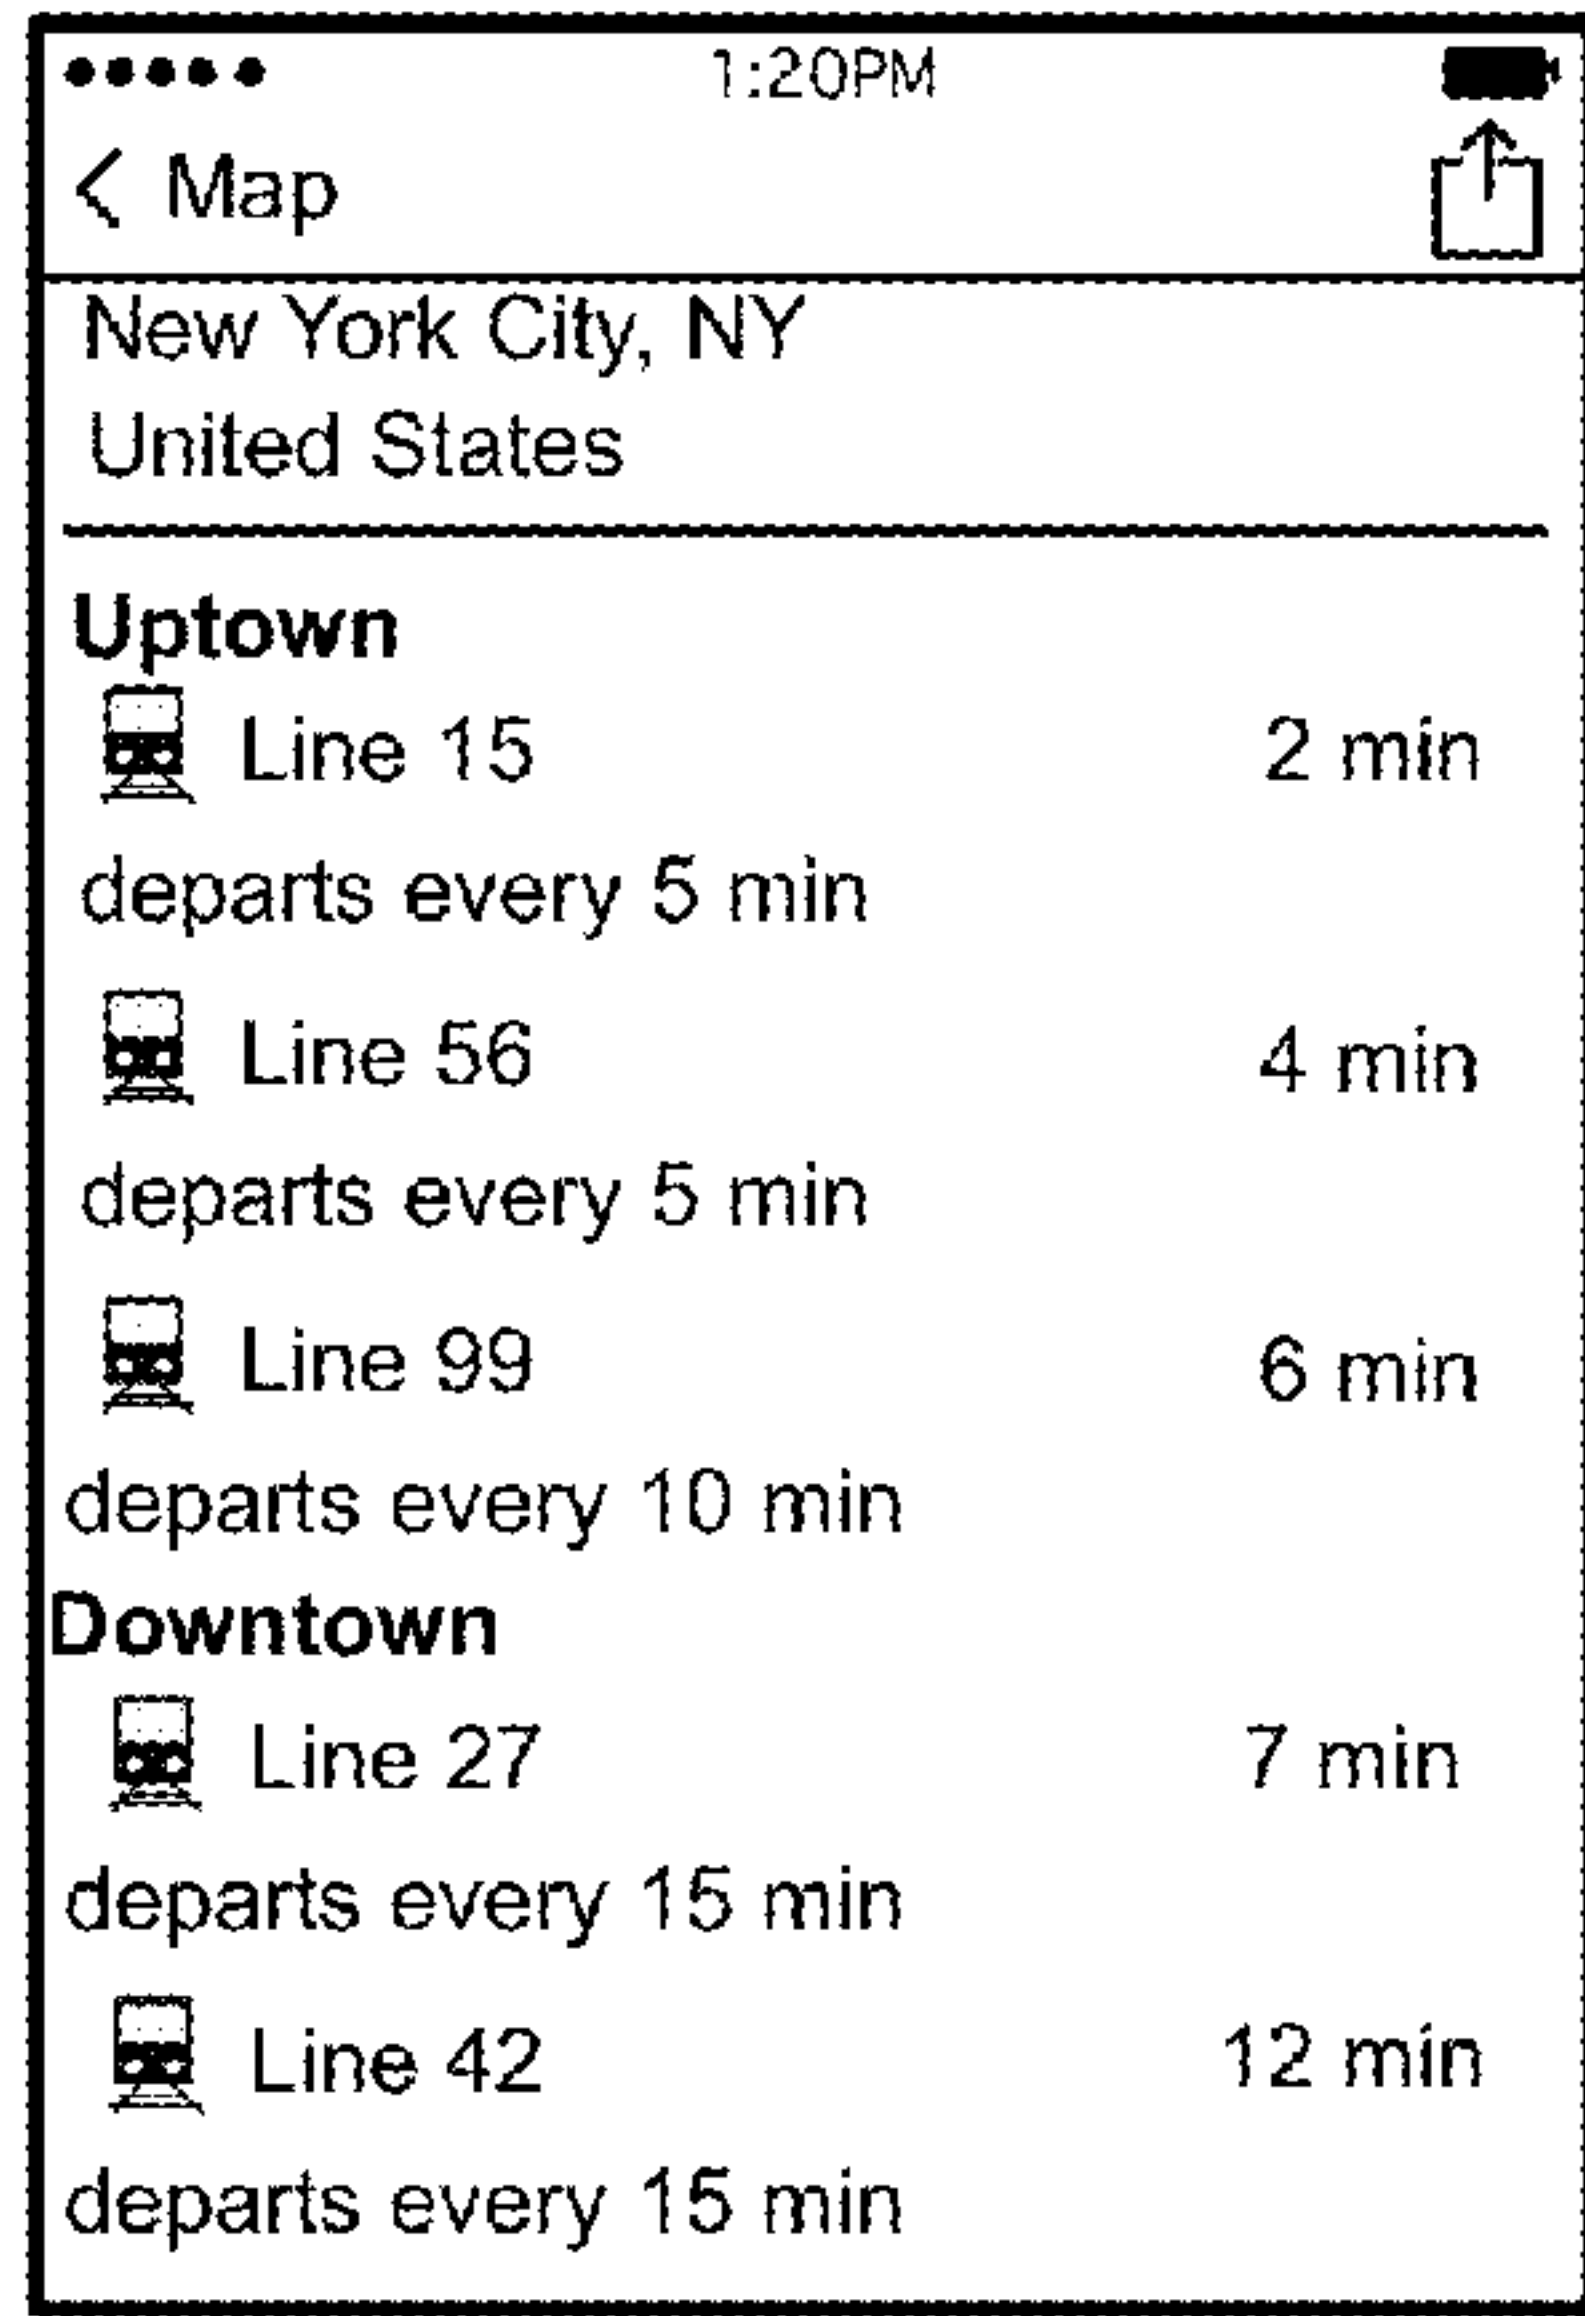 1:20PM
< Map
New York City, NY
United States
Uptown
Line 15 2 min
departs every 5 min
Line 56 4 min
departs every 5 min
Line 99 6 min
departs every 10 min
Downtown
Line 27 7 min
departs every 15 min
Line 42 12 min
departs every 15 min